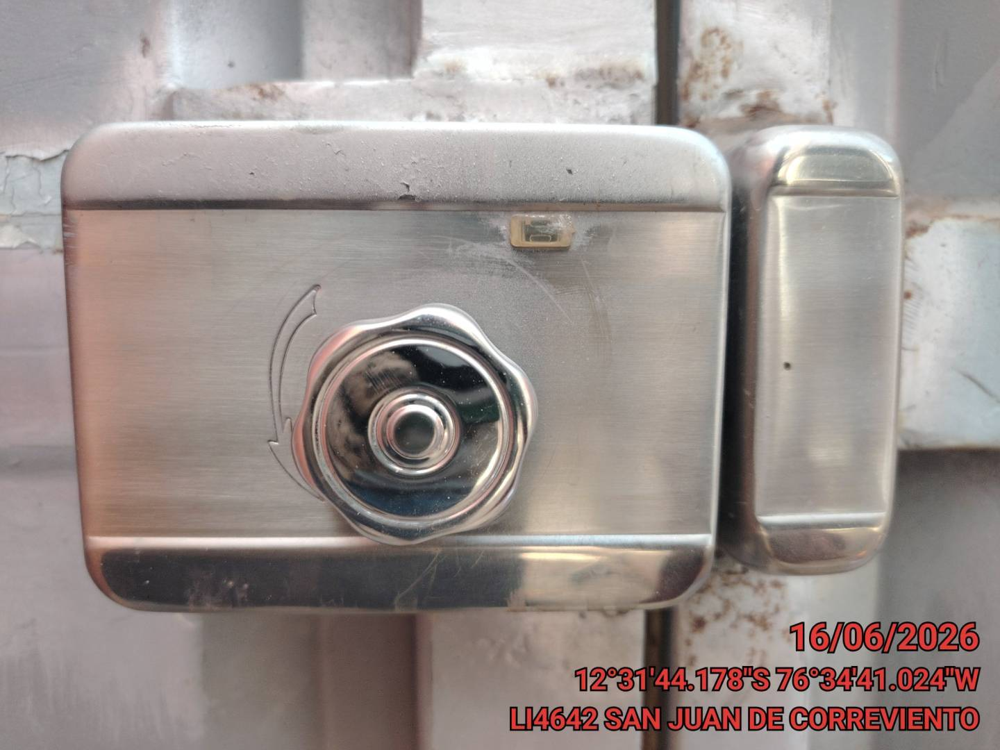 16/06/2026
12°31'44.178"S 76°34'41.024"W
LI4642 SAN JUAN DE CORREVIENTO